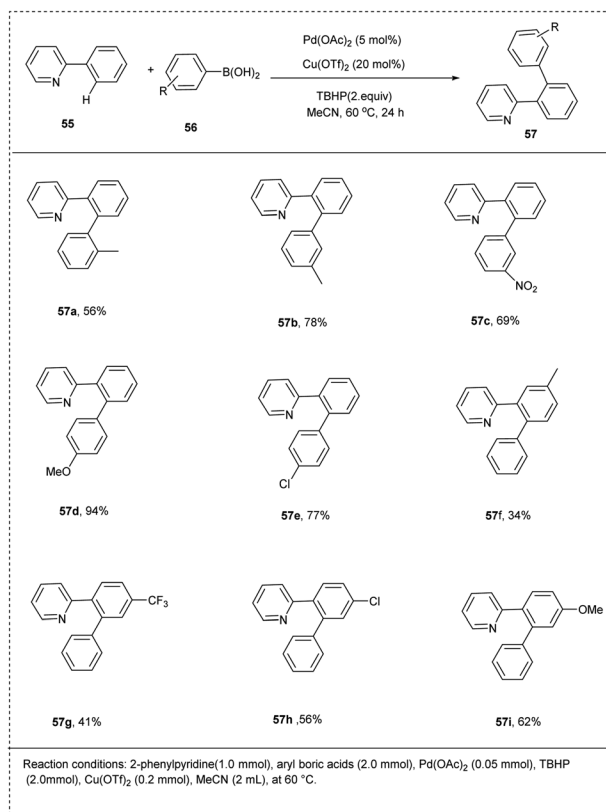 Pd(OAc)₂ (5 mol%)
Cu(OTf)₂ (20 mol%)
TBHP(2.equiv)
MeCN, 60 ºC, 24 h
N
H
55
+
R
B(OH)₂
56
R
N
57
N
57a, 56%
N
57b, 78%
N
NO₂
57c, 69%
N
MeO
57d, 94%
N
Cl
57e, 77%
N
57f, 34%
N
CF₃
57g, 41%
N
Cl
57h ,56%
N
OMe
57i, 62%
Reaction conditions: 2-phenylpyridine(1.0 mmol), aryl boric acids (2.0 mmol), Pd(OAc)₂ (0.05 mmol), TBHP
(2.0mmol), Cu(OTf)₂ (0.2 mmol), MeCN (2 mL), at 60 °C.